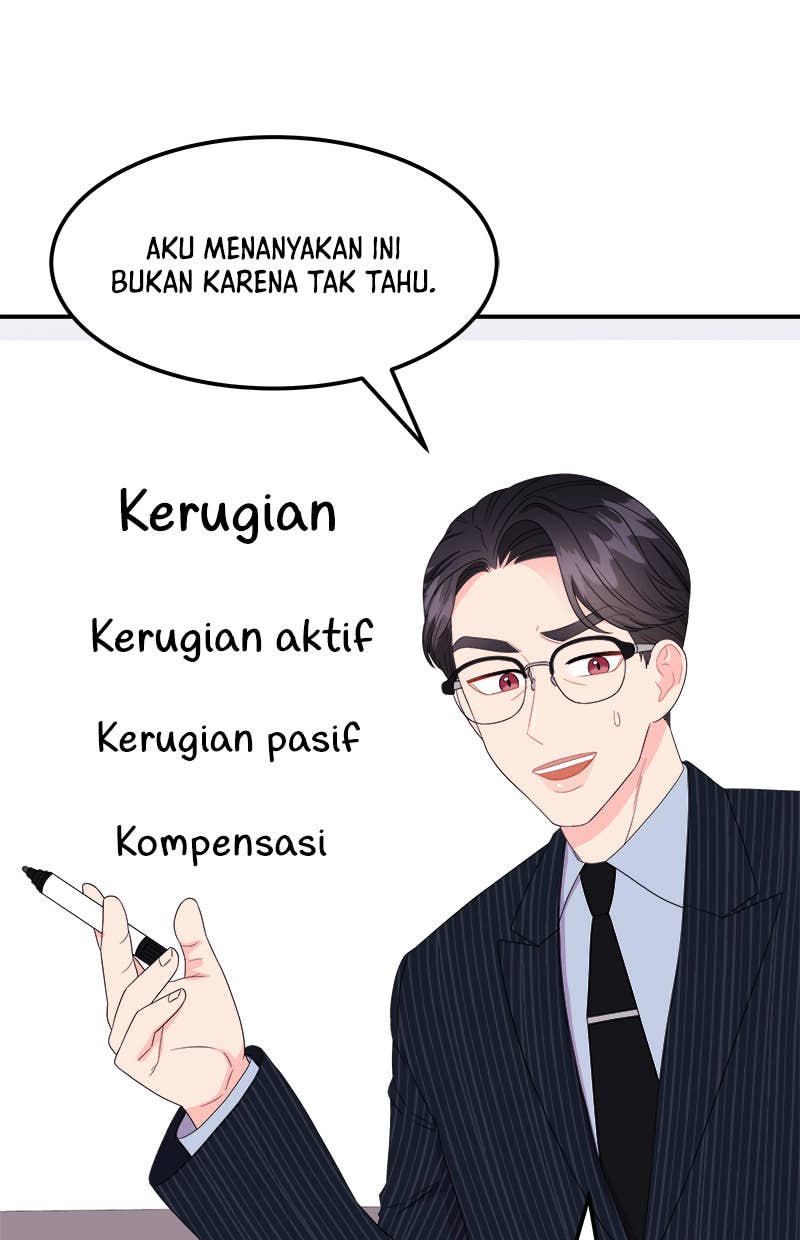 AKU MENANYAKAN INI
BUKAN KARENA TAK TAHU.
Kerugian
Kerugian aktif
Kerugian pasif
Kompensasi